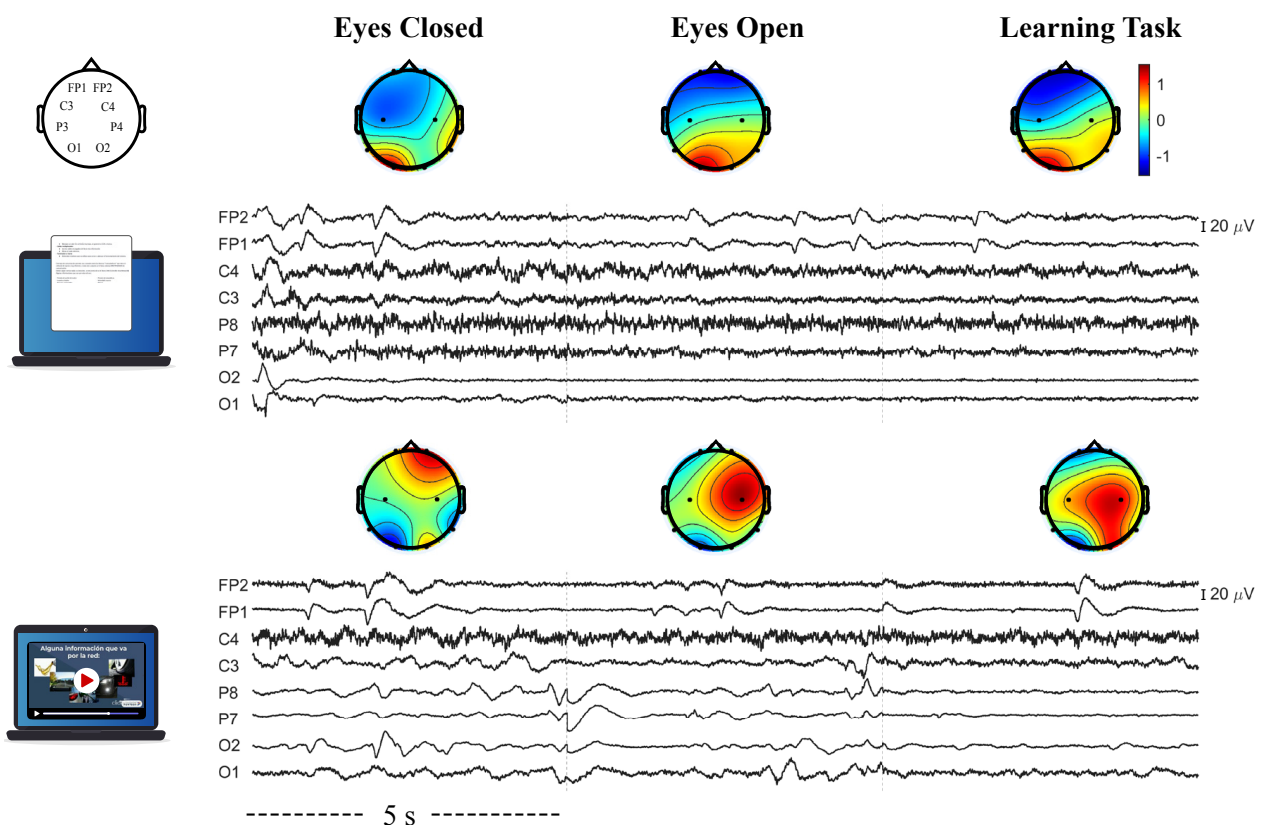 Eyes Closed Eyes Open Learning Task
FP1 FP2
C3 C4
P3 P4
O1 O2
1
0
-1
FP2
FP1
C4
C3
P8
P7
O2
O1
20 μV
FP2
FP1
C4
C3
P8
P7
O2
O1
20 μV
Alguna información que va
por la red:
5 s